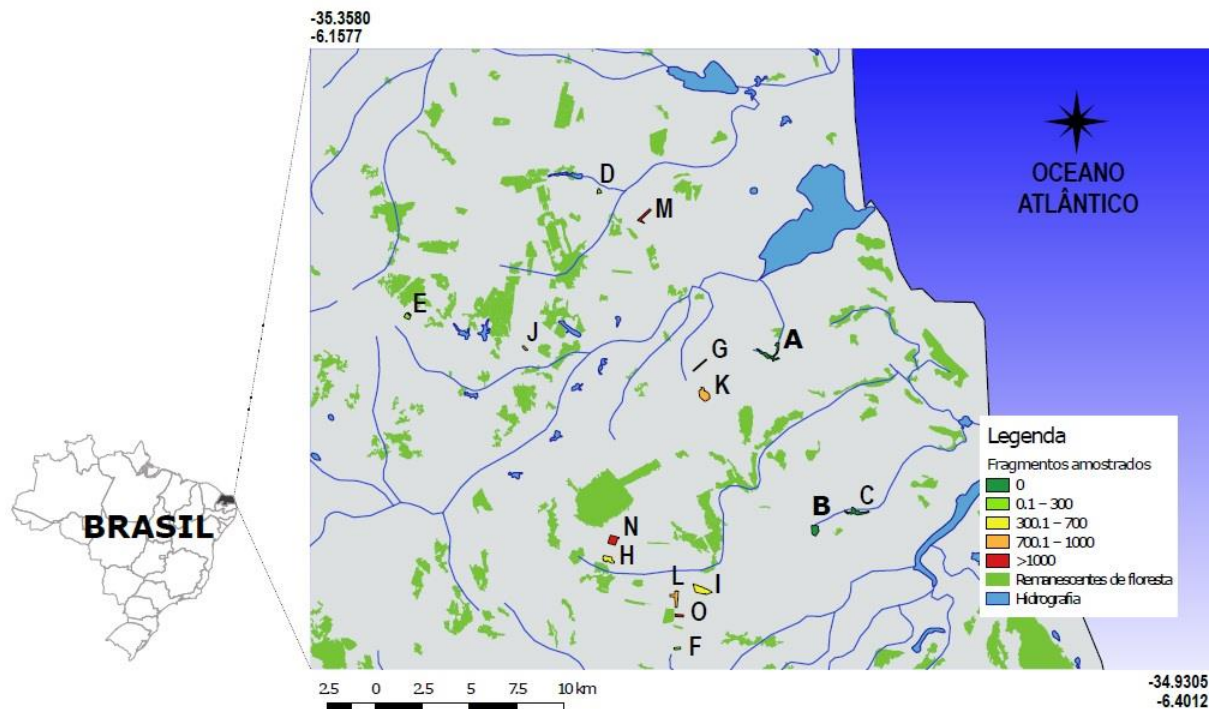 -35.3580
-6.1577
OCEANO
ATLÂNTICO
D
M
E
J
G
A
K
B
C
N
H
L
I
O
F
Legenda
Fragmentos amostrados
0
0.1 – 300
300.1 – 700
700.1 – 1000
>1000
Remanescentes de floresta
Hidrografia
BRASIL
2.5 0 2.5 5 7.5 10 km
-34.9305
-6.4012